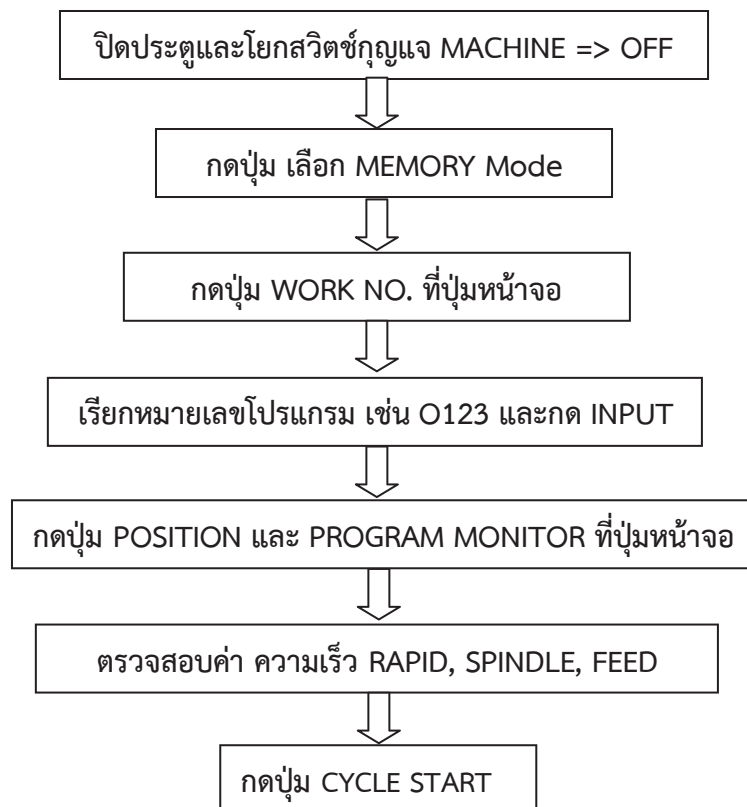 ปิดประตูและโยกสวิตช์กุญแจ MACHINE => OFF
กดปุ่ม เลือก MEMORY Mode
กดปุ่ม WORK NO. ที่ปุ่มหน้าจอ
เรียกหมายเลขโปรแกรม เช่น O123 และกด INPUT
กดปุ่ม POSITION และ PROGRAM MONITOR ที่ปุ่มหน้าจอ
ตรวจสอบค่า ความเร็ว RAPID, SPINDLE, FEED
กดปุ่ม CYCLE START